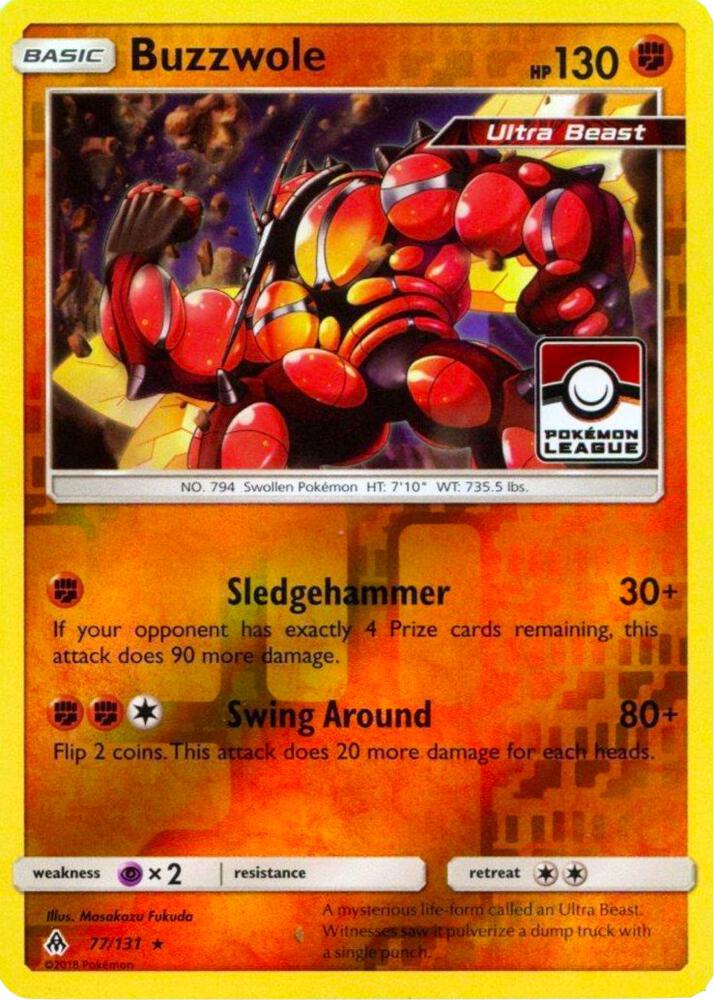 BASIC Buzzwole HP 130
Ultra Beast
POKÉMON
LEAGUE
NO. 794 Swollen Pokémon HT: 7'10" WT: 735.5 lbs.
Sledgehammer 30+
If your opponent has exactly 4 Prize cards remaining, this
attack does 90 more damage.
Swing Around 80+
Flip 2 coins. This attack does 20 more damage for each heads.
weakness ×2 resistance retreat
Illus. Masakazu Fukuda
77/131 ★
©2018 Pokémon
A mysterious life-form called an Ultra Beast.
Witnesses saw it pulverize a dump truck with
a single punch.